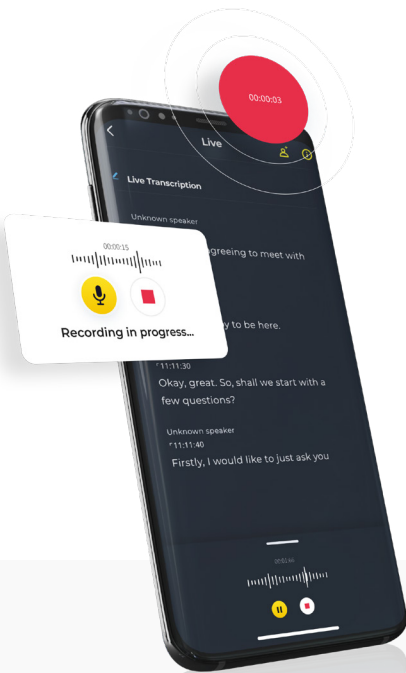 00:00:03
Live
Live Transcription
Unknown speaker
greeing to meet with
00:00:15
Recording in progress...
y to be here.
11:11:30
Okay, great. So, shall we start with a
few questions?
Unknown speaker
11:11:40
Firstly, I would like to just ask you